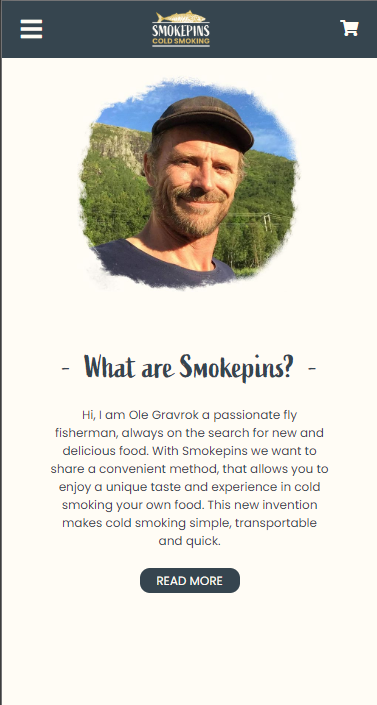 SMOKEPINS
COLD SMOKING
- What are Smokepins? -
Hi, I am Ole Gravrok a passionate fly
fisherman, always on the search for new and
delicious food. With Smokepins we want to
share a convenient method, that allows you to
enjoy a unique taste and experience in cold
smoking your own food. This new invention
makes cold smoking simple, transportable
and quick.
READ MORE